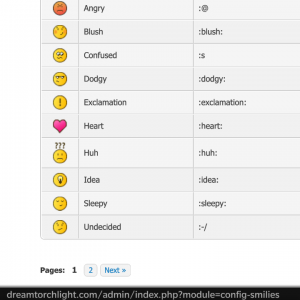 Angry :@
Blush :blush:
Confused :s
Dodgy :dodgy:
Exclamation :exclamation:
Heart :heart:
???
Huh :huh:
Idea :idea:
Sleepy :sleepy:
Undecided :-/
Pages: 1 2 Next »
dreamtorchlight.com/admin/index.php?module=config-smilies